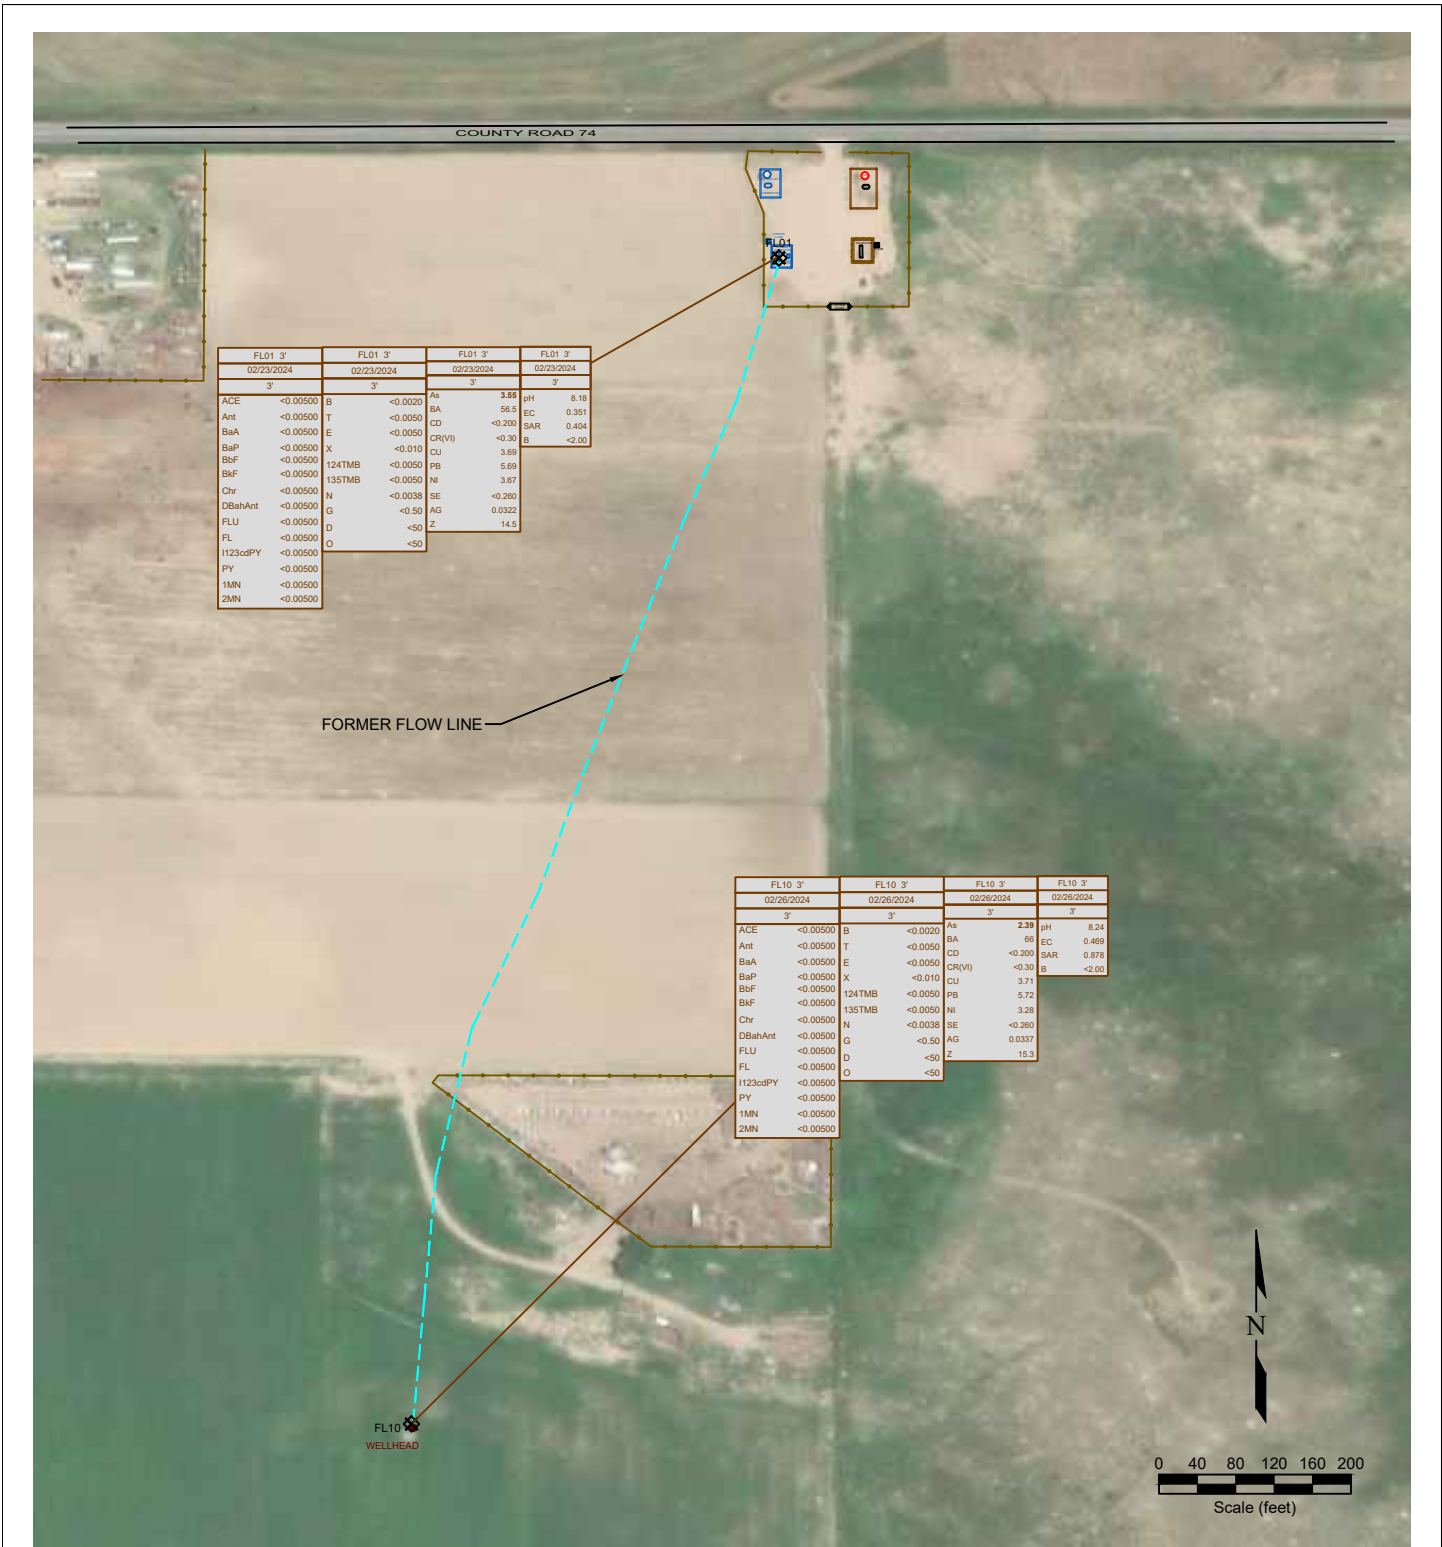 COUNTY ROAD 74
FL01
FL01 3' FL01 3' FL01 3' FL01 3'
02/23/2024 02/23/2024 02/23/2024 02/23/2024
3' 3' 3' 3'
ACE <0.00500
Ant <0.00500
BaA <0.00500
BaP <0.00500
BbF <0.00500
BkF <0.00500
Chr <0.00500
DBahAnt <0.00500
FLU <0.00500
FL <0.00500
I123cdPY <0.00500
PY <0.00500
1MN <0.00500
2MN <0.00500
B <0.0020
T <0.0050
E <0.0050
X <0.010
124TMB <0.0050
135TMB <0.0050
N <0.0038
G <0.50
D <50
O <50
As 3.55
BA 56.5
CD <0.200
CR(VI) <0.30
CU 3.69
PB 5.69
NI 3.67
SE <0.260
AG 0.0322
Z 14.5
pH 8.18
EC 0.351
SAR 0.404
B <2.00
FORMER FLOW LINE
FL10 3' FL10 3' FL10 3' FL10 3'
02/26/2024 02/26/2024 02/26/2024 02/26/2024
3' 3' 3' 3'
ACE <0.00500
Ant <0.00500
BaA <0.00500
BaP <0.00500
BbF <0.00500
BkF <0.00500
Chr <0.00500
DBahAnt <0.00500
FLU <0.00500
FL <0.00500
I123cdPY <0.00500
PY <0.00500
1MN <0.00500
2MN <0.00500
B <0.0020
T <0.0050
E <0.0050
X <0.010
124TMB <0.0050
135TMB <0.0050
N <0.0038
G <0.50
D <50
O <50
As 2.39
BA 66
CD <0.200
CR(VI) <0.30
CU 3.71
PB 5.72
NI 3.28
SE <0.260
AG 0.0337
Z 15.3
pH 8.24
EC 0.469
SAR 0.878
B <2.00
N
FL10
WELLHEAD
0 40 80 120 160 200
Scale (feet)